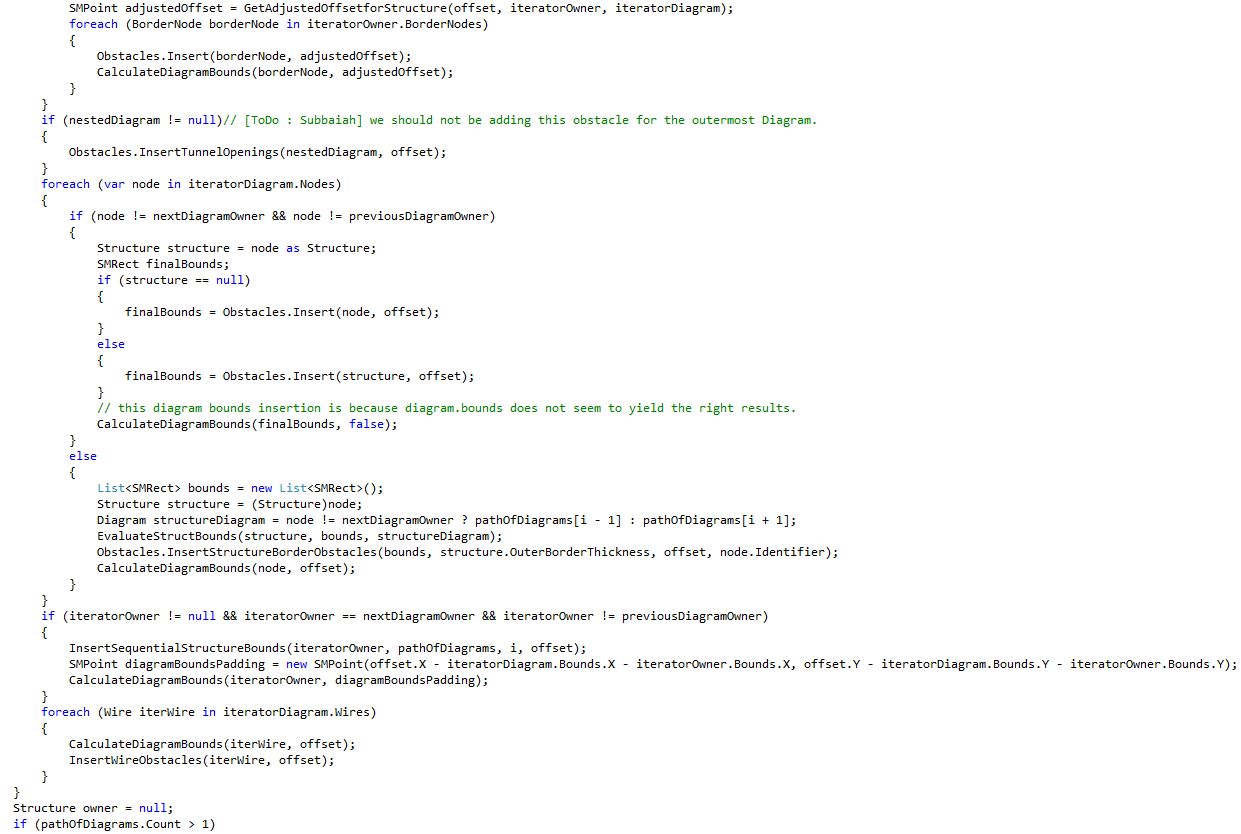 SMPoint adjustedOffset = GetAdjustedOffsetforStructure(offset, iteratorOwner, iteratorDiagram);
foreach (BorderNode borderNode in iteratorOwner.BorderNodes)
{
Obstacles.Insert(borderNode, adjustedOffset);
CalculateDiagramBounds(borderNode, adjustedOffset);
}
}
if (nestedDiagram != null)// [ToDo : Subbaiah] we should not be adding this obstacle for the outermost Diagram.
{
Obstacles.InsertTunnelOpenings(nestedDiagram, offset);
}
foreach (var node in iteratorDiagram.Nodes)
{
if (node != nextDiagramOwner && node != previousDiagramOwner)
{
Structure structure = node as Structure;
SMRect finalBounds;
if (structure == null)
{
finalBounds = Obstacles.Insert(node, offset);
}
else
{
finalBounds = Obstacles.Insert(structure, offset);
}
// this diagram bounds insertion is because diagram.bounds does not seem to yield the right results.
CalculateDiagramBounds(finalBounds, false);
}
else
{
List<SMRect> bounds = new List<SMRect>();
Structure structure = (Structure)node;
Diagram structureDiagram = node != nextDiagramOwner ? pathOfDiagrams[i - 1] : pathOfDiagrams[i + 1];
EvaluateStructBounds(structure, bounds, structureDiagram);
Obstacles.InsertStructureBorderObstacles(bounds, structure.OuterBorderThickness, offset, node.Identifier);
CalculateDiagramBounds(node, offset);
}
}
if (iteratorOwner != null && iteratorOwner == nextDiagramOwner && iteratorOwner != previousDiagramOwner)
{
InsertSequentialStructureBounds(iteratorOwner, pathOfDiagrams, i, offset);
SMPoint diagramBoundsPadding = new SMPoint(offset.X - iteratorDiagram.Bounds.X - iteratorOwner.Bounds.X, offset.Y - iteratorDiagram.Bounds.Y - iteratorOwner.Bounds.Y);
CalculateDiagramBounds(iteratorOwner, diagramBoundsPadding);
}
foreach (Wire iterWire in iteratorDiagram.Wires)
{
CalculateDiagramBounds(iterWire, offset);
InsertWireObstacles(iterWire, offset);
}
}
Structure owner = null;
if (pathOfDiagrams.Count > 1)